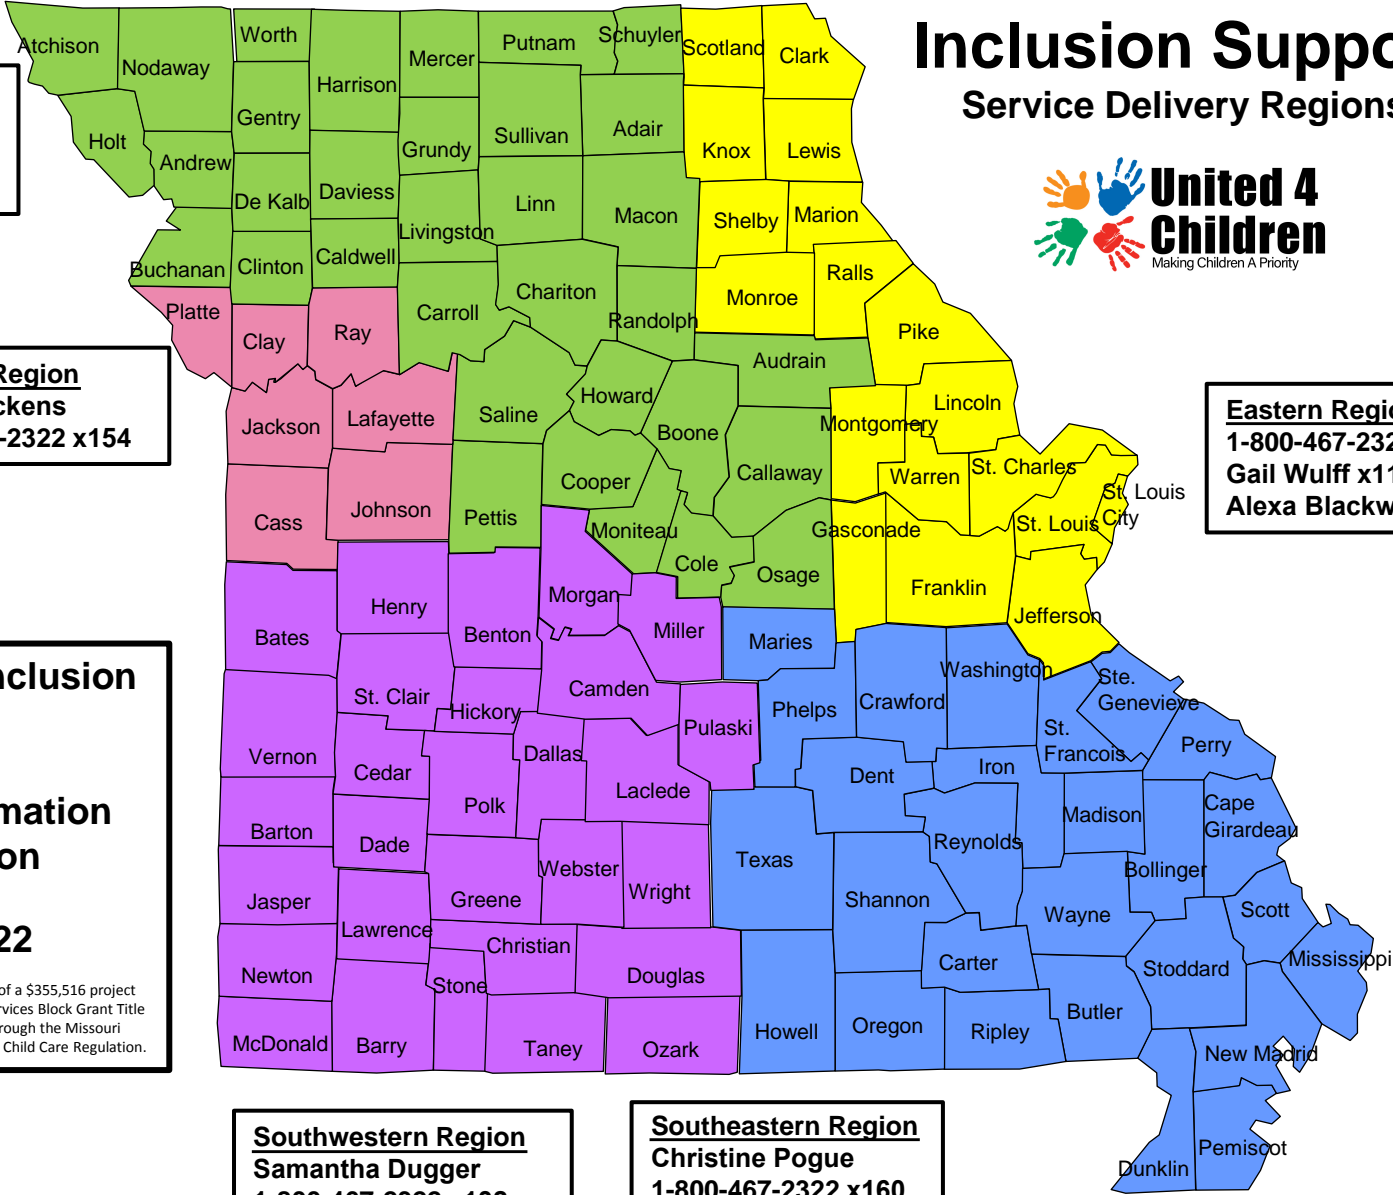 Inclusion Suppo
Service Delivery Regions
United 4
Children
Making Children A Priority
Atchison
Nodaway
Worth
Harrison
Mercer
Putnam
Schuyler
Scotland
Clark
Holt
Andrew
Gentry
De Kalb
Daviess
Grundy
Sullivan
Adair
Knox
Lewis
Buchanan
Clinton
Caldwell
Livingston
Linn
Macon
Shelby
Marion
Platte
Clay
Ray
Carroll
Chariton
Randolph
Monroe
Ralls
Pike
Audrain
Jackson
Lafayette
Saline
Howard
Boone
Callaway
Montgomery
Lincoln
Warren
St. Charles
St. Louis
City
St. Louis
Cass
Johnson
Pettis
Cooper
Moniteau
Cole
Osage
Gasconade
Franklin
Jefferson
Bates
Henry
Benton
Morgan
Miller
Maries
Phelps
Crawford
Washington
Ste.
Genevieve
St.
Francois
Perry
Vernon
St. Clair
Hickory
Camden
Pulaski
Cedar
Dallas
Polk
Laclede
Dent
Iron
Madison
Cape
Girardeau
Bollinger
Barton
Dade
Webster
Wright
Texas
Reynolds
Shannon
Wayne
Scott
Mississippi
Jasper
Greene
Lawrence
Christian
Douglas
Newton
Stone
Carter
Stoddard
McDonald
Barry
Taney
Ozark
Howell
Oregon
Ripley
Butler
New Madrid
Dunklin
Pemiscot
Region
ckens
-2322 x154
Eastern Regio
1-800-467-232
Gail Wulff x11
Alexa Blackw
nclusion
mation
on
22
of a $355,516 project
rvices Block Grant Title
rough the Missouri
Child Care Regulation.
Southwestern Region
Samantha Dugger
Southeastern Region
Christine Pogue
1-800-467-2322 x160